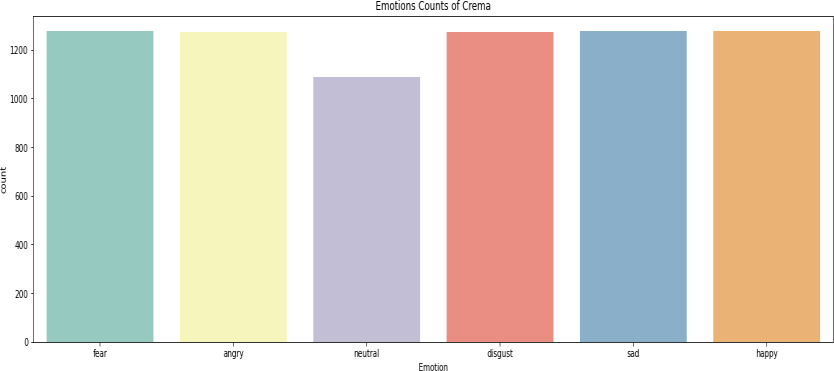 Emotions Counts of Crema
1200
1000
800
600
400
200
0
count
fear angry neutral disgust sad happy
Emotion